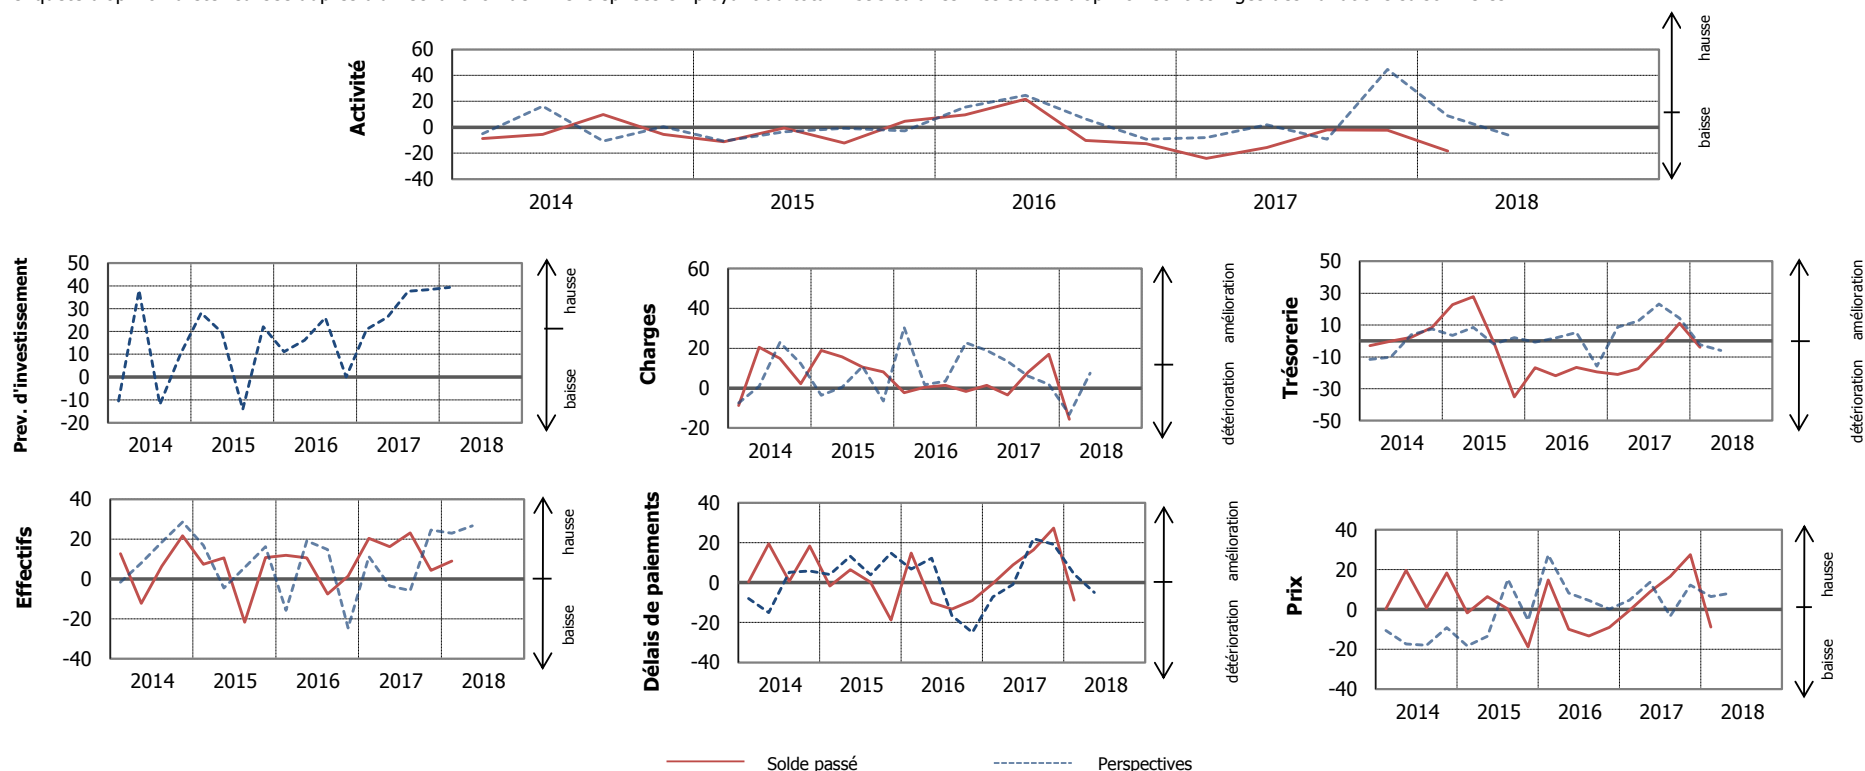 hausse
baisse
Activité
60
40
20
0
-20
-40
2014 2015 2016 2017 2018
Prev. d'investissement
50
40
30
20
10
0
-10
-20
2014 2015 2016 2017 2018
hausse
baisse
Charges
60
40
20
0
-20
2014 2015 2016 2017 2018
amélioration
détérioration
Trésorerie
50
30
10
-10
-30
-50
2014 2015 2016 2017 2018
amélioration
détérioration
Effectifs
40
20
0
-20
-40
2014 2015 2016 2017 2018
hausse
baisse
Délais de paiements
40
20
0
-20
-40
2014 2015 2016 2017 2018
amélioration
détérioration
Prix
40
20
0
-20
-40
2014 2015 2016 2017 2018
hausse
baisse
Solde passé Perspectives